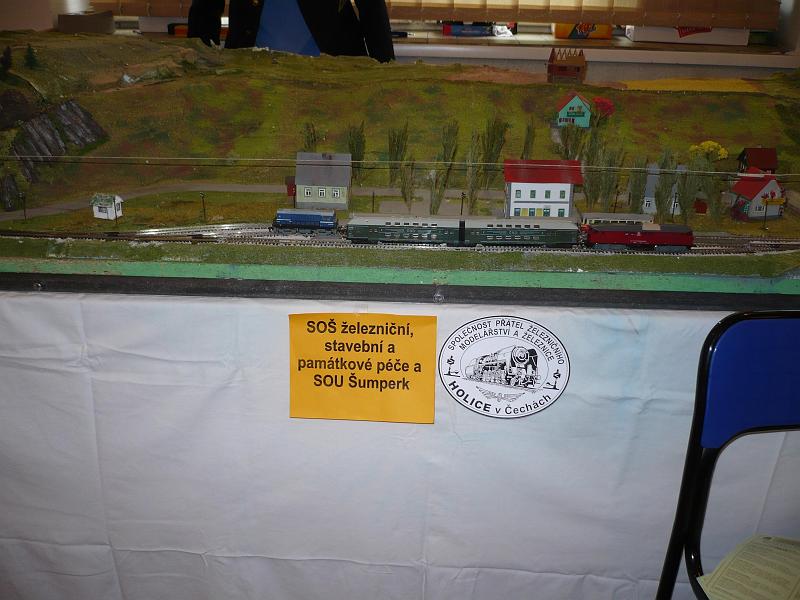 SOŠ železniční,
stavební a
památkové péče a
SOU Šumperk
SPOLEČNOST PŘÁTEL ŽELEZNIČNÍHO
MODELÁŘSTVÍ A ŽELEZNICE
HOLICE v Čechách